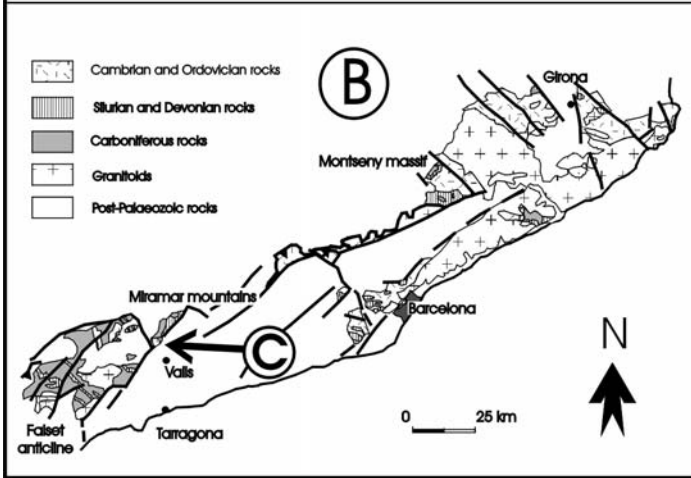 Cambrian and Ordovician rocks
Silurian and Devonian rocks
Carboniferous rocks
Granitoids
Post-Palaeozoic rocks
B
Girona
Montseny massif
Miramar mountains
Barcelona
C
Valls
Falset
anticline
Tarragona
0 25 km
N